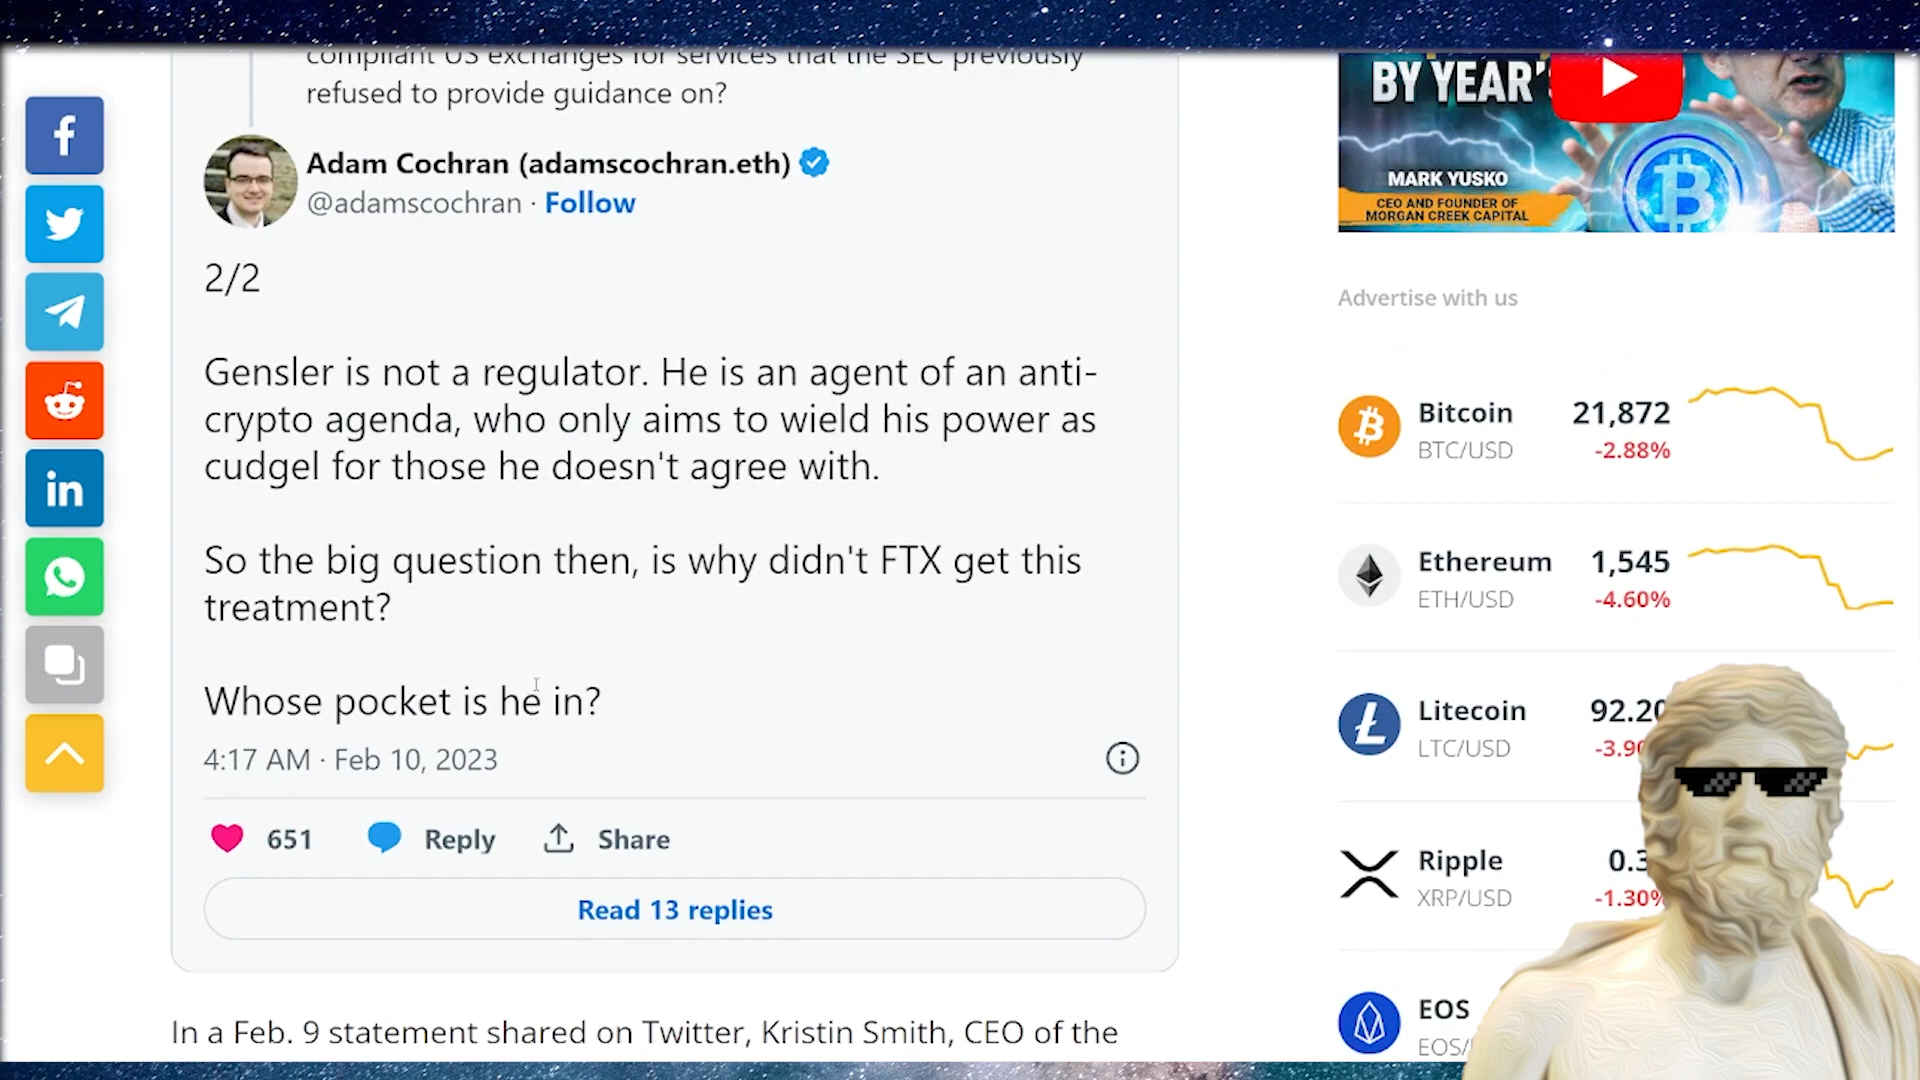 compliant US exchanges for services that the SEC previously
refused to provide guidance on?
Adam Cochran (adamscochran.eth)
@adamscochran · Follow
2/2
Gensler is not a regulator. He is an agent of an anti-
crypto agenda, who only aims to wield his power as
cudgel for those he doesn't agree with.
So the big question then, is why didn't FTX get this
treatment?
Whose pocket is he in?
4:17 AM · Feb 10, 2023
651
Reply
Share
Read 13 replies
In a Feb. 9 statement shared on Twitter, Kristin Smith, CEO of the
BY YEAR'
MARK YUSKO
CEO AND FOUNDER OF
MORGAN CREEK CAPITAL
Advertise with us
Bitcoin 21,872
BTC/USD -2.88%
Ethereum 1,545
ETH/USD -4.60%
Litecoin 92.20
LTC/USD -3.90
Ripple 0.3
XRP/USD -1.30%
EOS
EOS/